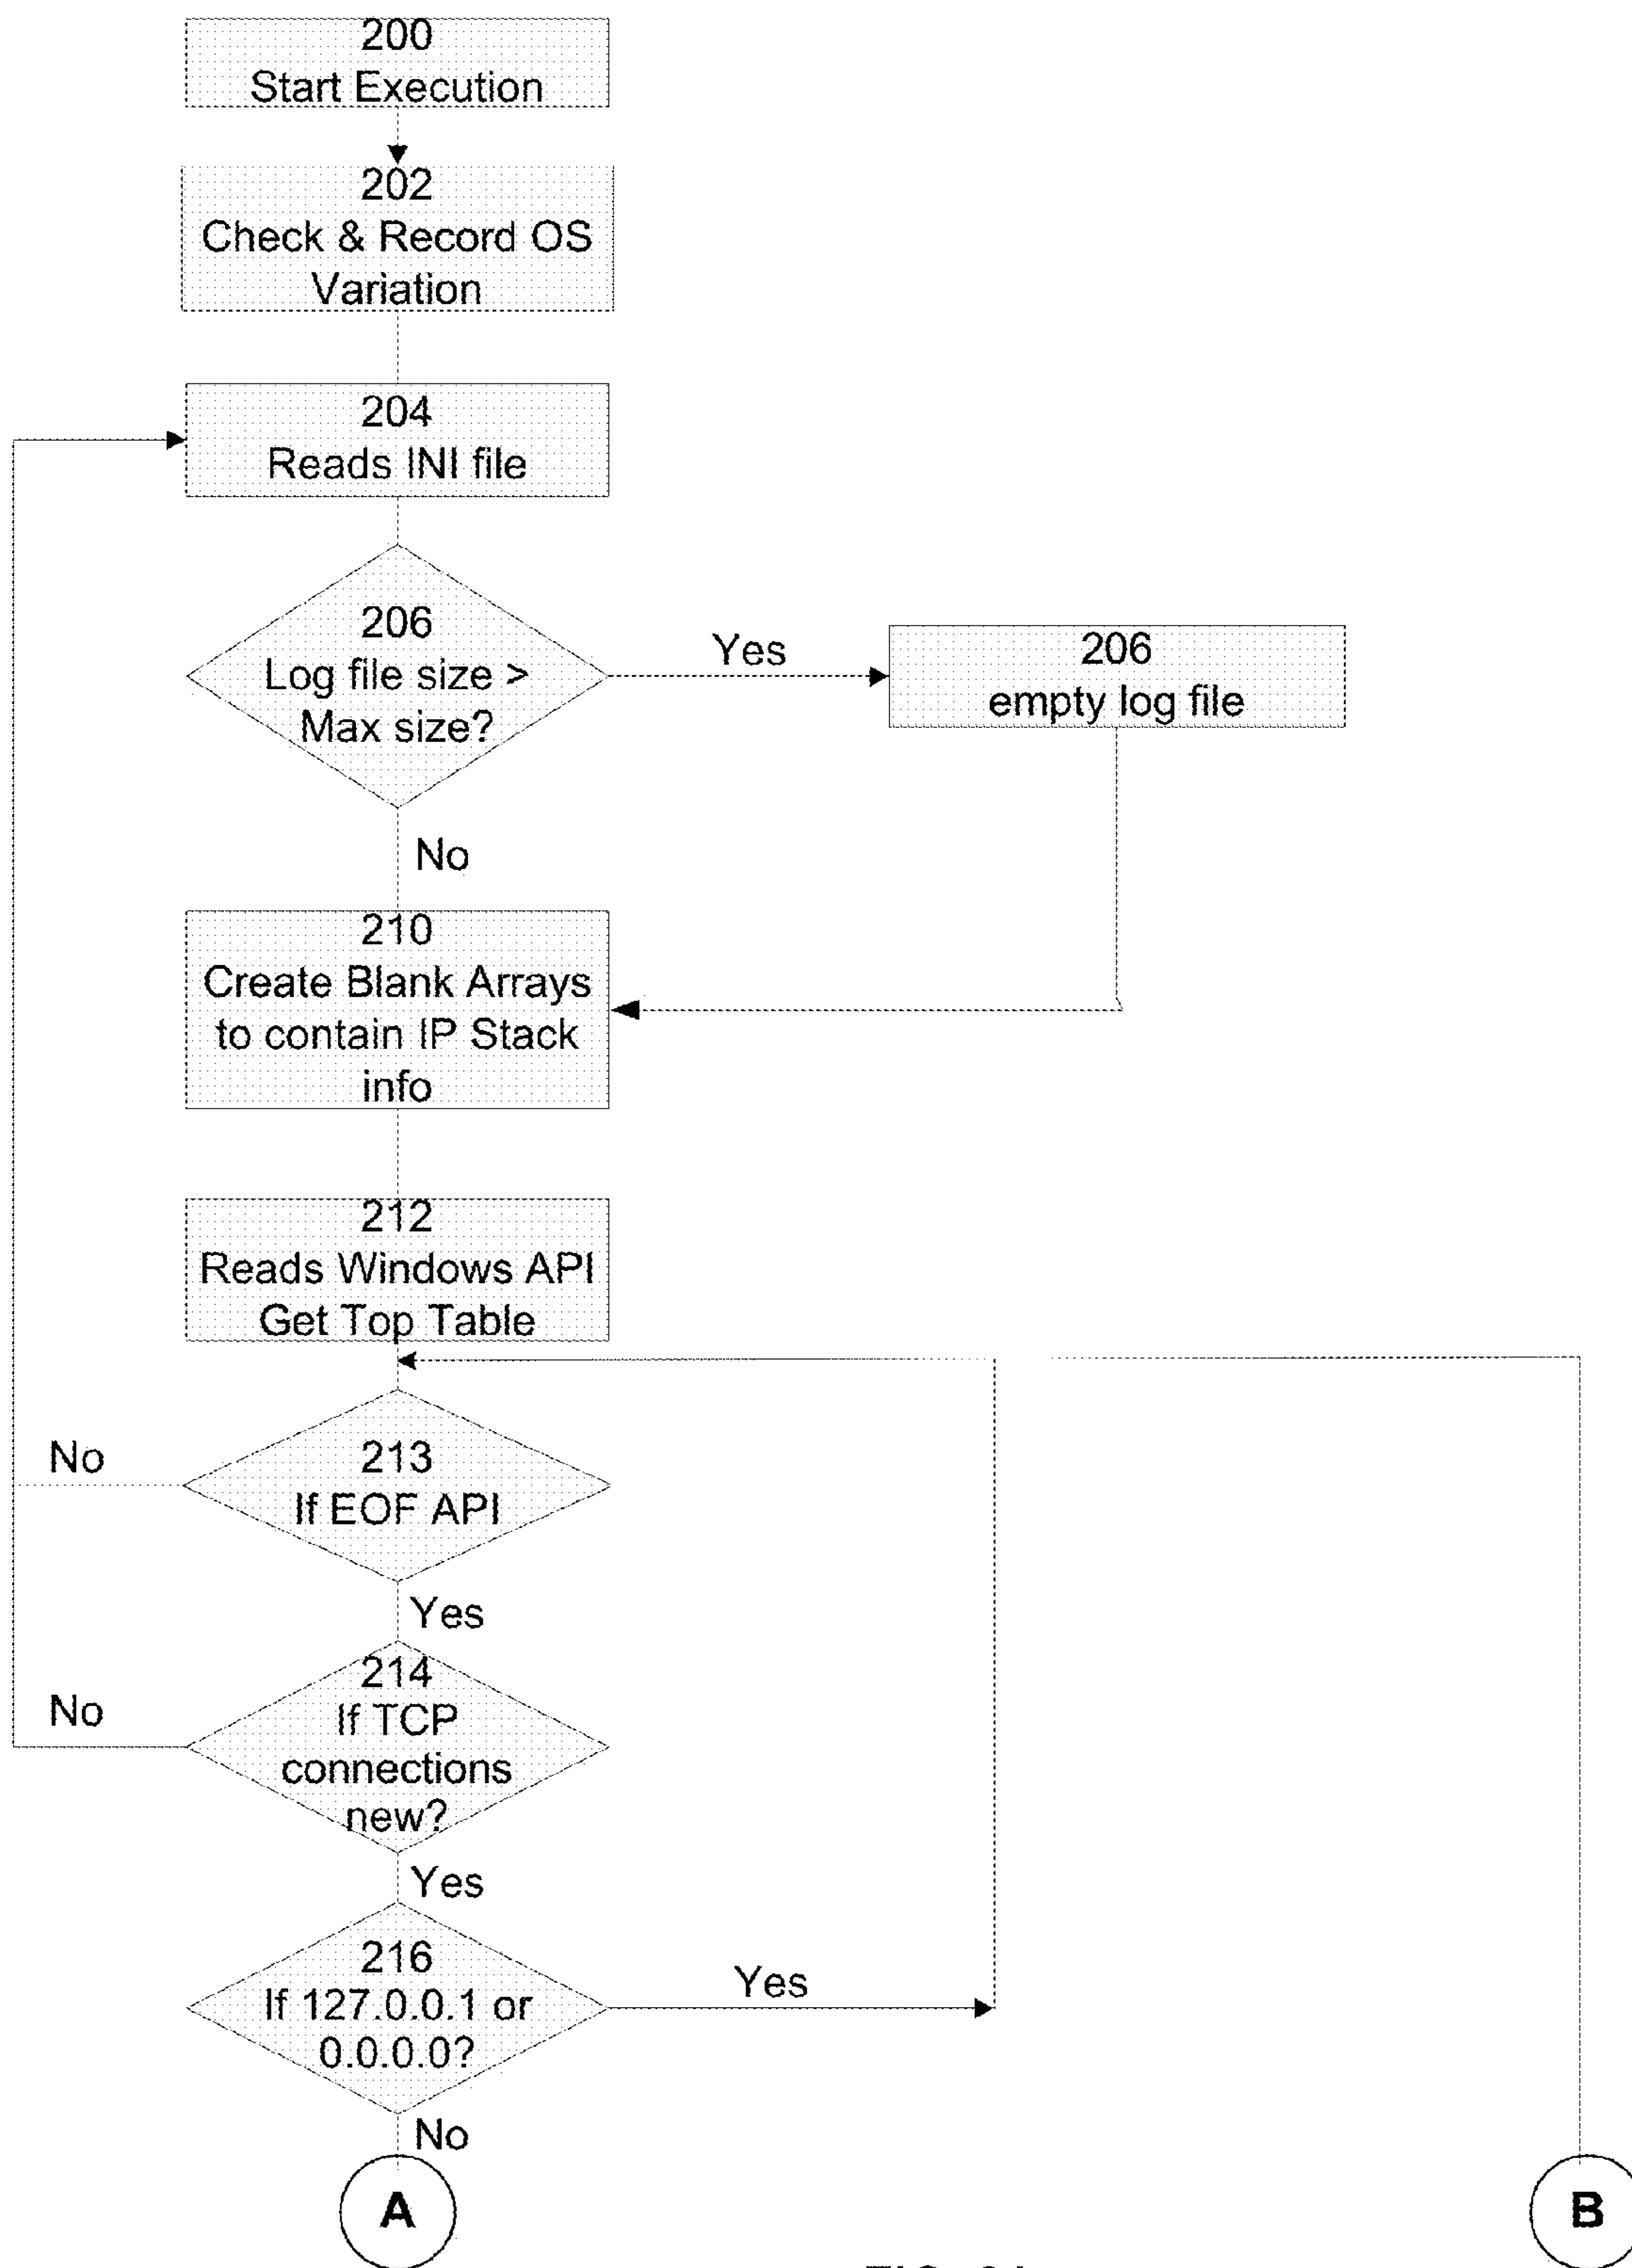 200
Start Execution
202
Check & Record OS
Variation
204
Reads INI file
206
Log file size >
Max size?
Yes
206
empty log file
No
210
Create Blank Arrays
to contain IP Stack
info
212
Reads Windows API
Get Top Table
213
If EOF API
No
Yes
214
If TCP
connections
new?
No
Yes
216
If 127.0.0.1 or
0.0.0.0?
Yes
No
A
B